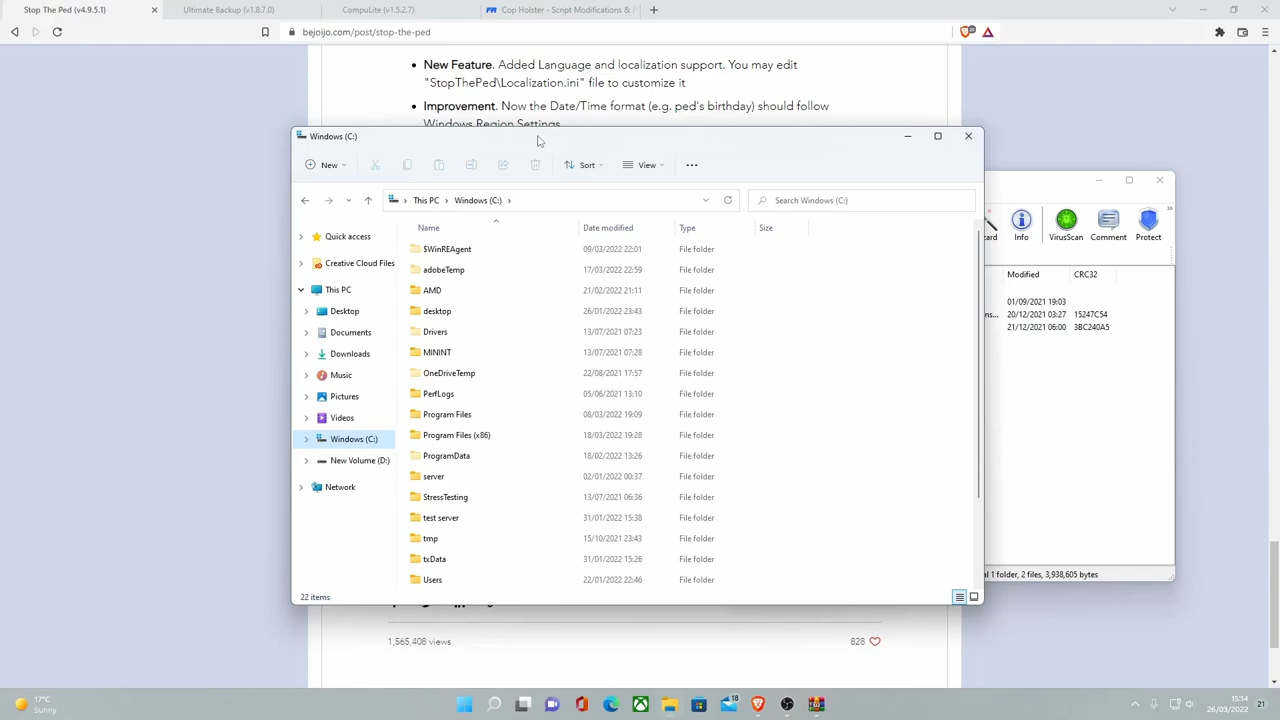 Stop The Ped (v4.9.5.1)
Ultimate Backup (v1.8.7.0)
CompuLite (v1.5.2.7)
Cop Holster - Script Modifications &
bejoijo.com/post/stop-the-ped
New Feature. Added Language and localization support. You may edit
"StopThePed\Localization.ini" file to customize it
Improvement. Now the Date/Time format (e.g. ped's birthday) should follow
Windows Region Settings
Windows (C:)
New
Sort
View
This PC
Windows (C:)
Search Windows (C:)
Name
Date modified
Type
Size
Quick access
Creative Cloud Files
This PC
Desktop
Documents
Downloads
Music
Pictures
Videos
Windows (C:)
New Volume (D:)
Network
$WinREAgent 09/03/2022 22:01 File folder
adobeTemp 17/03/2022 22:59 File folder
AMD 21/02/2022 21:11 File folder
desktop 26/01/2022 23:43 File folder
Drivers 13/07/2021 07:23 File folder
MININT 13/07/2021 07:28 File folder
OneDriveTemp 22/08/2021 17:57 File folder
PerfLogs 05/06/2021 13:10 File folder
Program Files 08/03/2022 19:09 File folder
Program Files (x86) 18/03/2022 19:28 File folder
ProgramData 18/02/2022 13:26 File folder
server 02/01/2022 00:37 File folder
StressTesting 13/07/2021 06:36 File folder
test server 31/01/2022 15:38 File folder
tmp 15/10/2021 23:43 File folder
txData 31/01/2022 15:26 File folder
Users 22/01/2022 22:46 File folder
22 items
zard
Info
VirusScan
Comment
Protect
Modified
CRC32
01/09/2021 19:03
ns... 20/12/2021 03:27 15247C54
21/12/2021 06:00 3BC240A5
al 1 folder, 2 files, 3,938,605 bytes
1,565,408 views
828
17°C
Sunny
18
15:14
26/03/2022
21